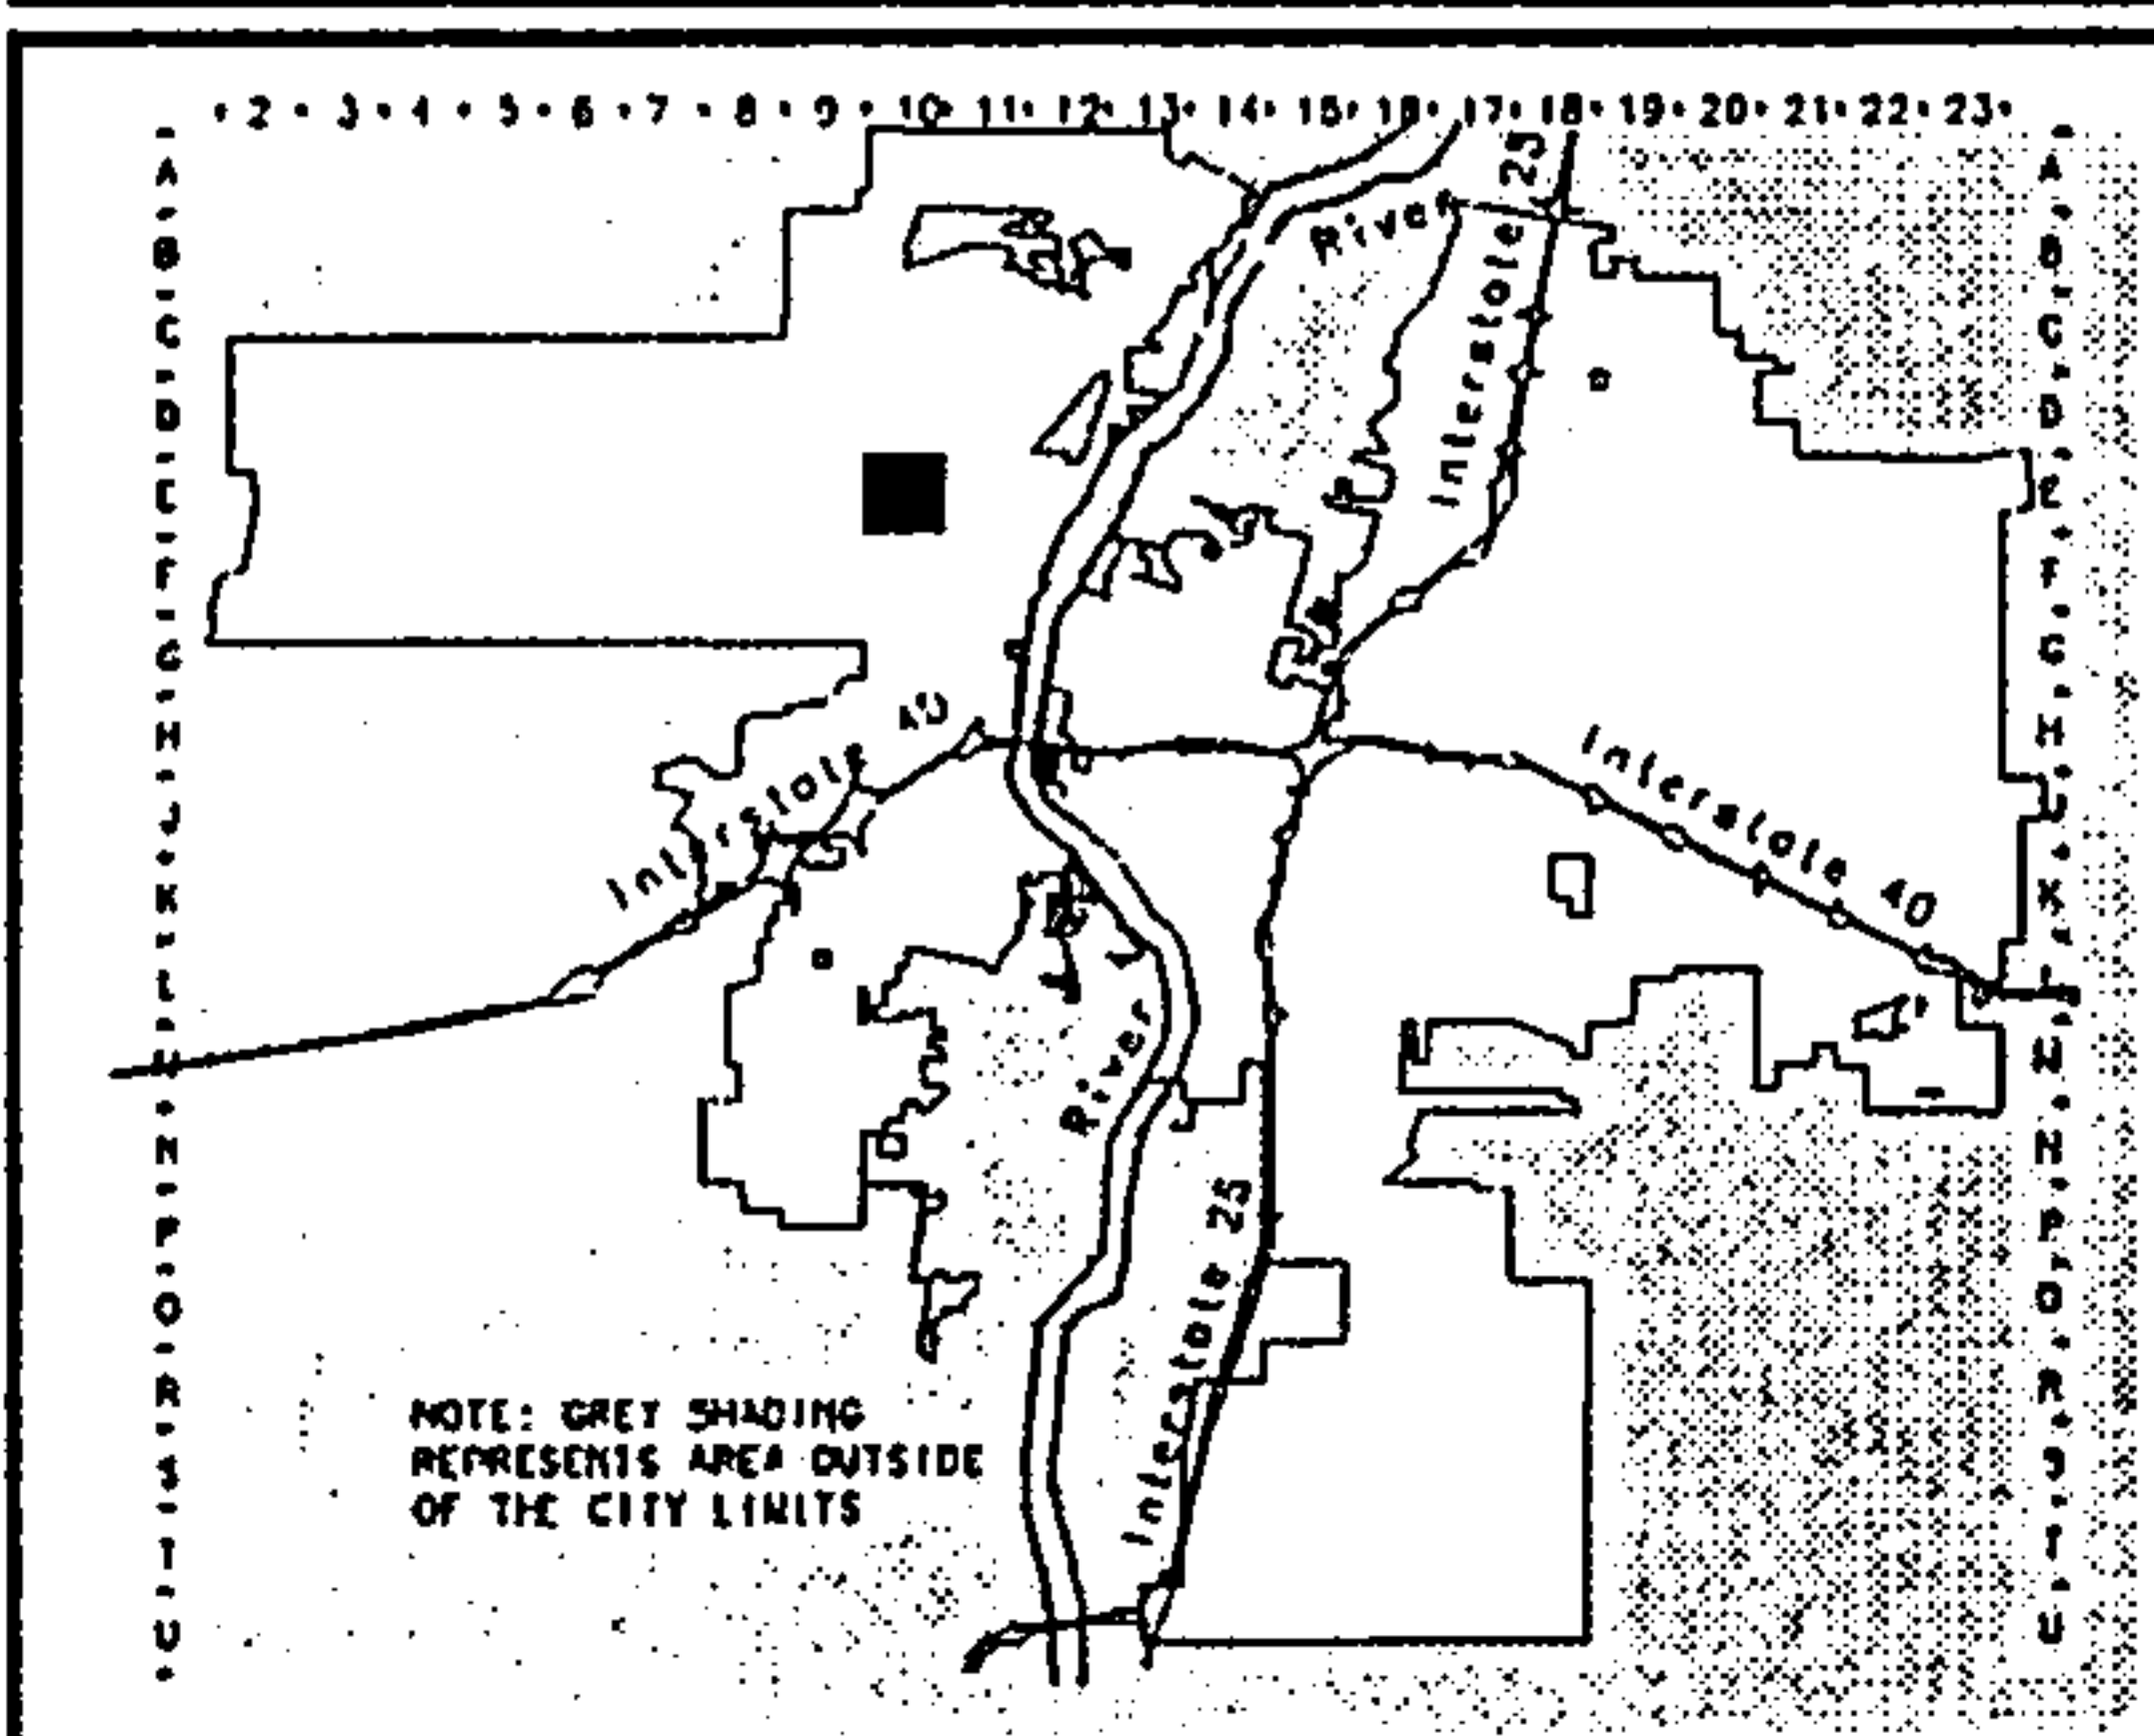 · 2 · 3 · 4 · 5 · 6 · 7 · 8 · 9 · 10 · 11 · 12 · 13 · 14 · 15 · 16 · 17 · 18 · 19 · 20 · 21 · 22 · 23 ·
A A
B B
C C
D D
E E
F F
G G
H H
J J
K K
L L
M M
N N
P P
Q Q
R R
S S
T T
U U
River
Interstate 25
Interstate 40
Interstate 40
River
Interstate 25
NOTE: GREY SHADING
REPRESENTS AREA OUTSIDE
OF THE CITY LIMITS